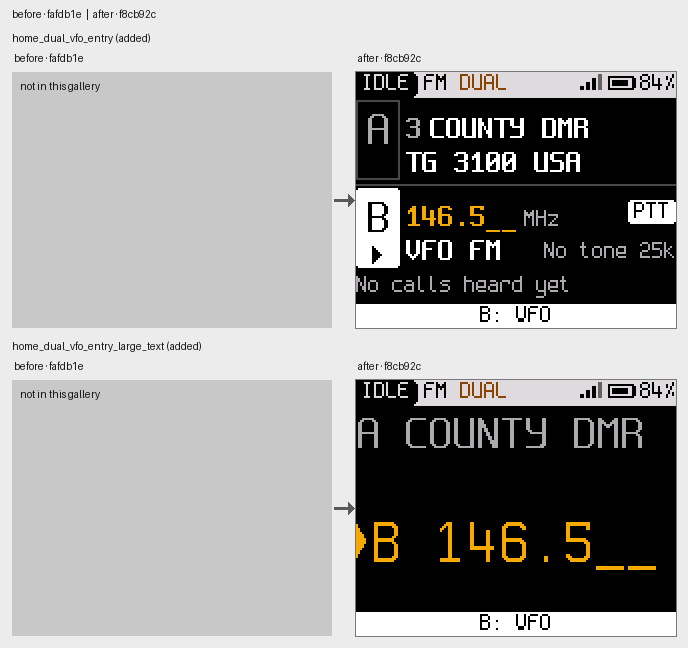 before · fafdb1e | after · f8cb92c
home_dual_vfo_entry (added)
before · fafdb1e
after · f8cb92c
not in this gallery
IDLE FM DUAL 84%
A 3 COUNTY DMR
TG 3100 USA
B 146.5__ MHz PTT
VFO FM No tone 25k
No calls heard yet
B: VFO
home_dual_vfo_entry_large_text (added)
before · fafdb1e
after · f8cb92c
not in this gallery
IDLE FM DUAL 84%
A COUNTY DMR
B 146.5__
B: VFO